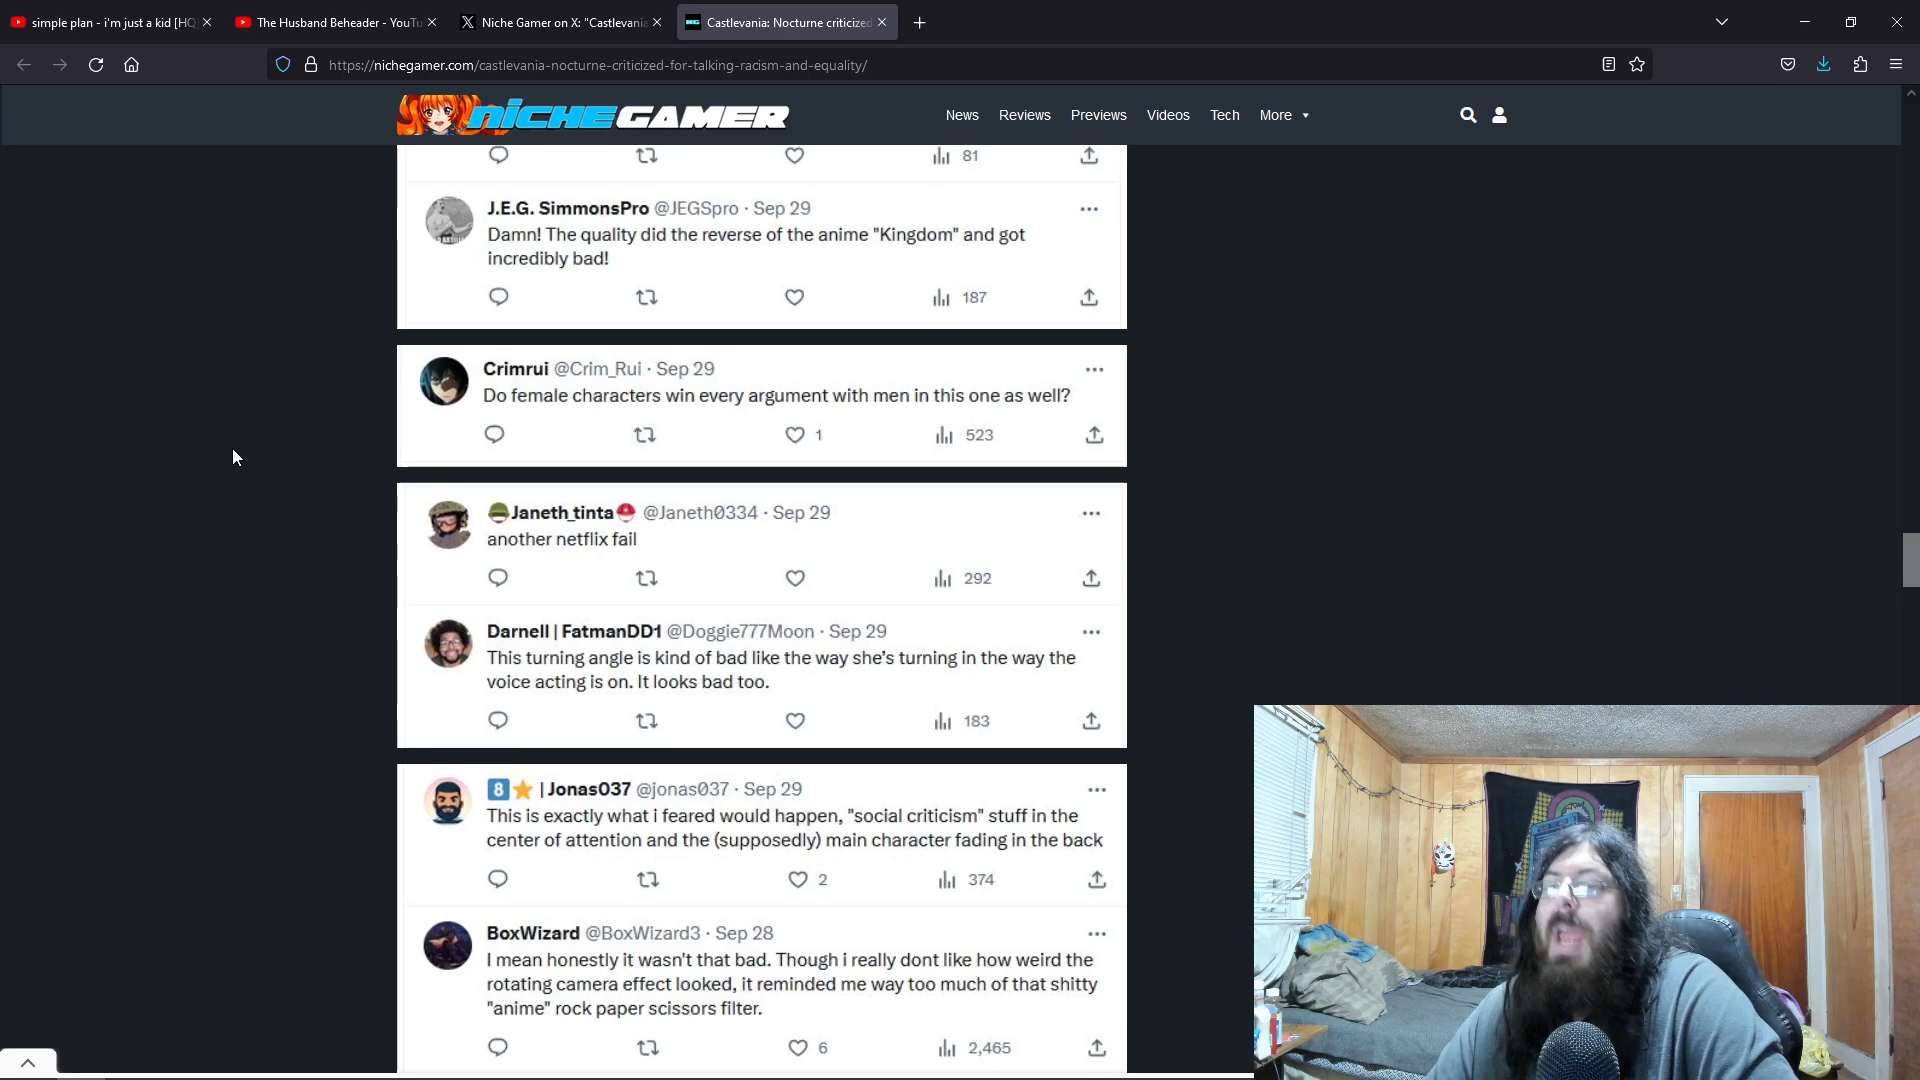 simple plan - i'm just a kid [HQ]
The Husband Beheader - YouTu
Niche Gamer on X: "Castlevania
Castlevania: Nocturne criticized
https://nichegamer.com/castlevania-nocturne-criticized-for-talking-racism-and-equality/
NICHEGAMER
News Reviews Previews Videos Tech More
81
J.E.G. SimmonsPro @JEGSpro · Sep 29
Damn! The quality did the reverse of the anime "Kingdom" and got
incredibly bad!
187
Crimrui @Crim_Rui · Sep 29
Do female characters win every argument with men in this one as well?
1 523
Janeth_tinta @Janeth0334 · Sep 29
another netflix fail
292
Darnell | FatmanDD1 @Doggie777Moon · Sep 29
This turning angle is kind of bad like the way she’s turning in the way the
voice acting is on. It looks bad too.
183
8 | Jonas037 @jonas037 · Sep 29
This is exactly what i feared would happen, "social criticism" stuff in the
center of attention and the (supposedly) main character fading in the back
2 374
BoxWizard @BoxWizard3 · Sep 28
I mean honestly it wasn't that bad. Though i really dont like how weird the
rotating camera effect looked, it reminded me way too much of that shitty
"anime" rock paper scissors filter.
6 2,465